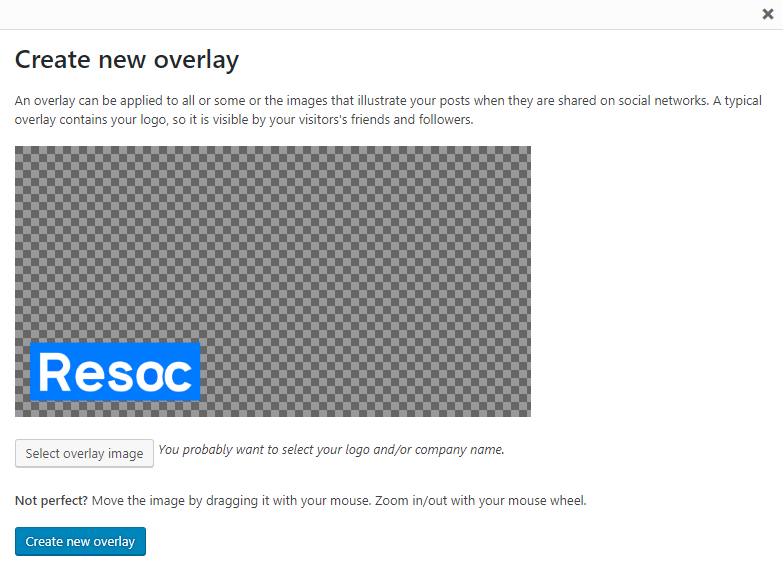 Create new overlay
An overlay can be applied to all or some or the images that illustrate your posts when they are shared on social networks. A typical
overlay contains your logo, so it is visible by your visitors's friends and followers.
Resoc
Select overlay image You probably want to select your logo and/or company name.
Not perfect? Move the image by dragging it with your mouse. Zoom in/out with your mouse wheel.
Create new overlay